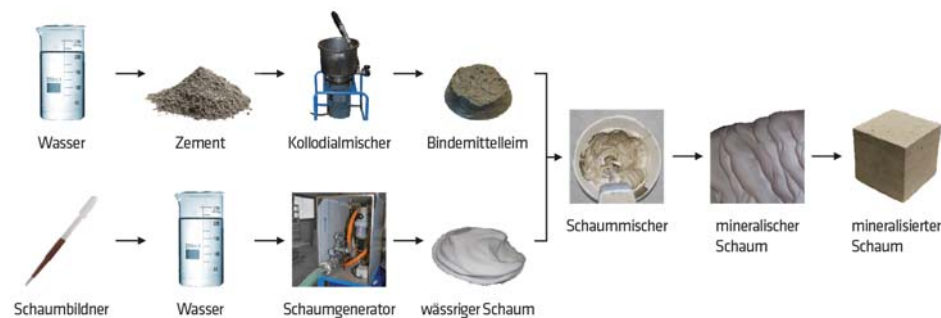 Wasser
Zement
Kollodialmischer
Bindemittelleim
Schaummischer
mineralischer
Schaum
mineralisierter
Schaum
Schaumbildner
Wasser
Schaumgenerator
wässriger Schaum